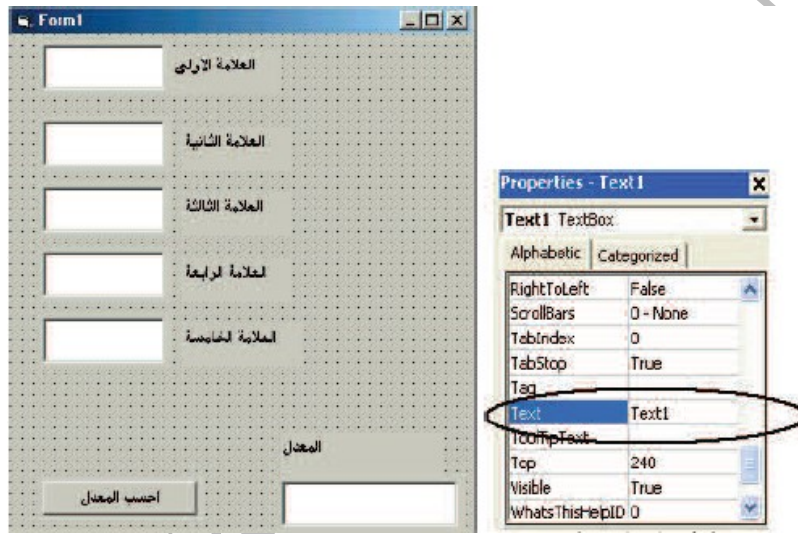 Form1
العلامة الاولى
العلامة الثانية
العلامة الثالثة
العلامة الرابعة
العلامة الخامسة
المعدل
احسب المعدل
Properties - Text1
Text1 TextBox
Alphabetic Categorized
RightToLeft False
ScrollBars 0 - None
TabIndex 0
TabStop True
Tag
Text Text1
ToolTipText
Top 240
Visible True
WhatsThisHelpID 0